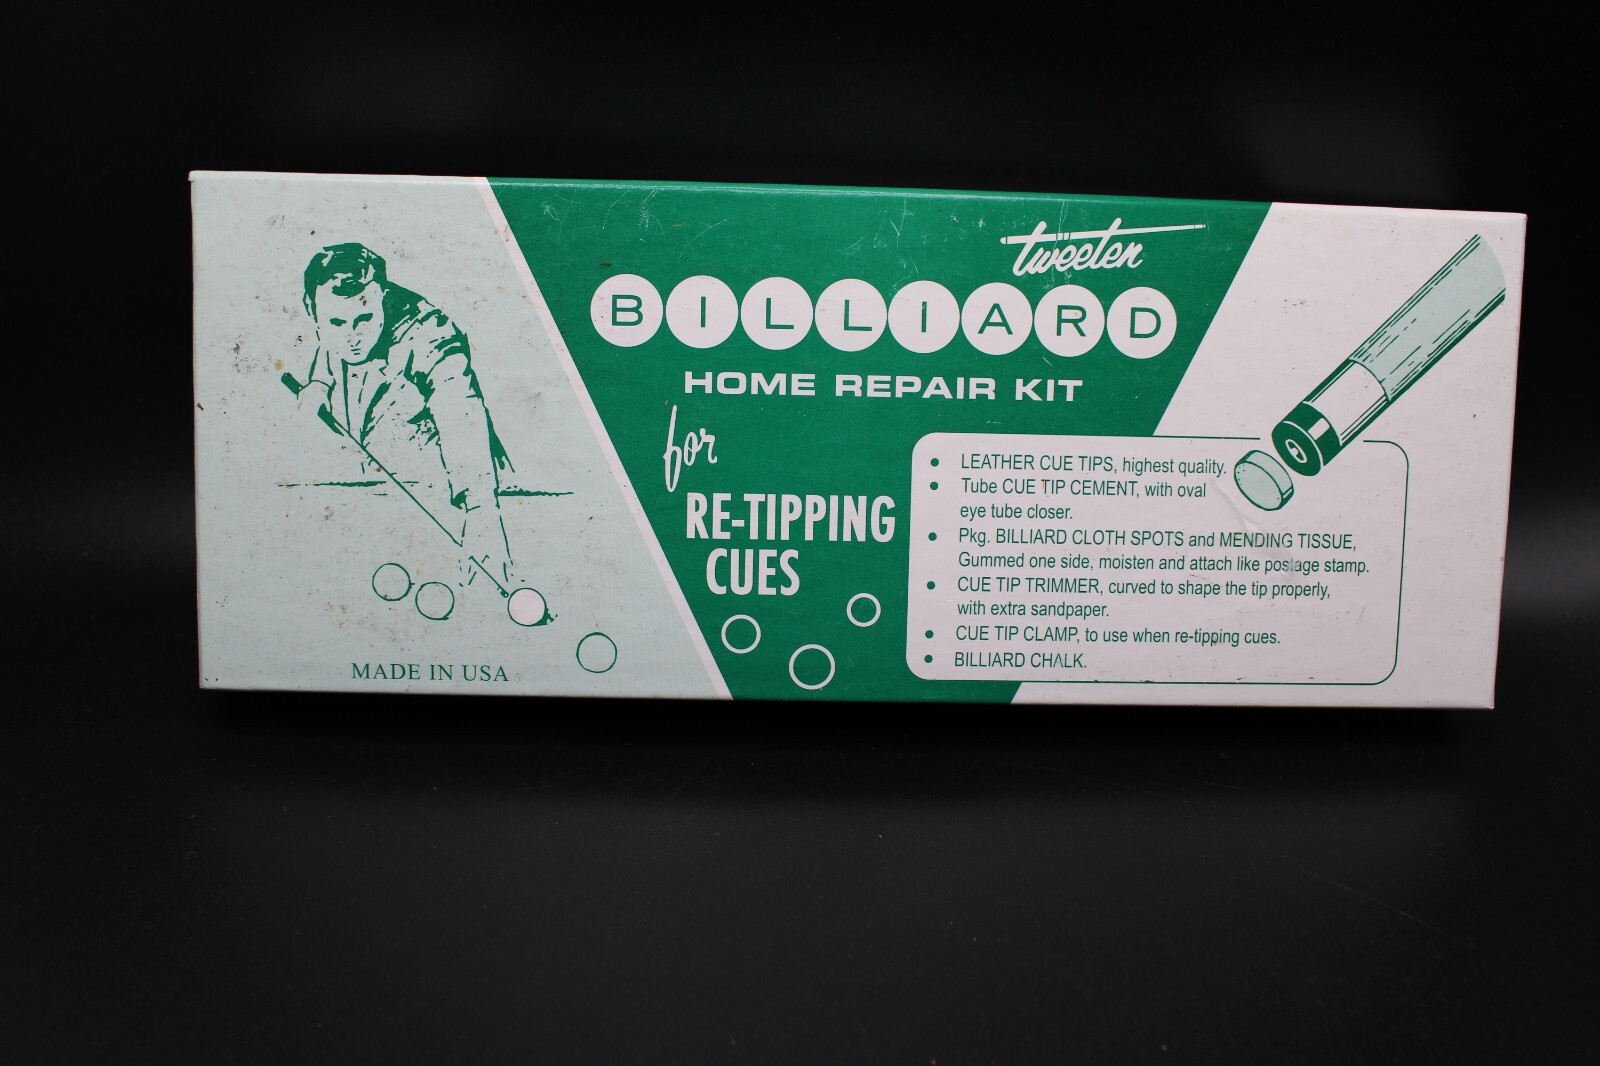 tweeten
BILLIARD
HOME REPAIR KIT
for
RE-TIPPING
CUES
• LEATHER CUE TIPS, highest quality.
• Tube CUE TIP CEMENT, with oval
eye tube closer.
• Pkg. BILLIARD CLOTH SPOTS and MENDING TISSUE,
Gummed one side, moisten and attach like postage stamp.
• CUE TIP TRIMMER, curved to shape the tip properly,
with extra sandpaper.
• CUE TIP CLAMP, to use when re-tipping cues.
• BILLIARD CHALK.
MADE IN USA